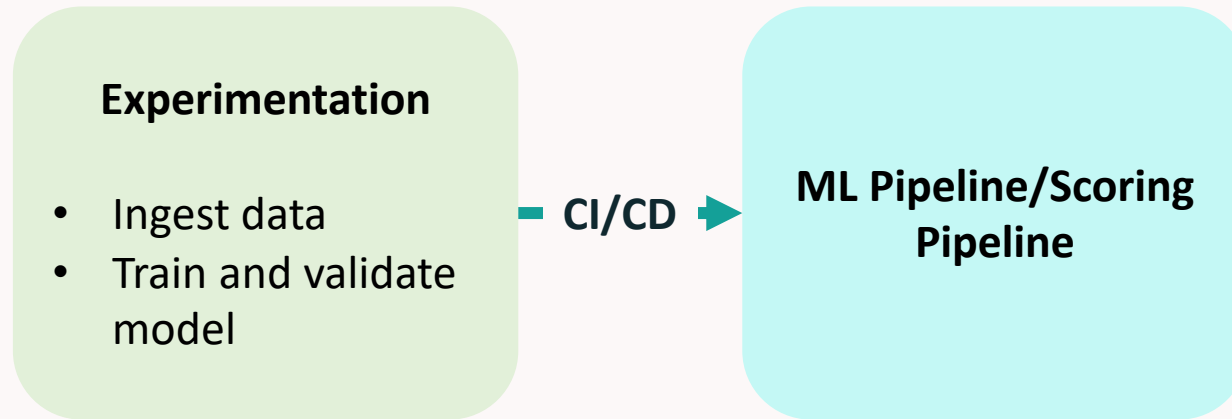 Experimentation
• Ingest data
• Train and validate
model
CI/CD
ML Pipeline/Scoring
Pipeline